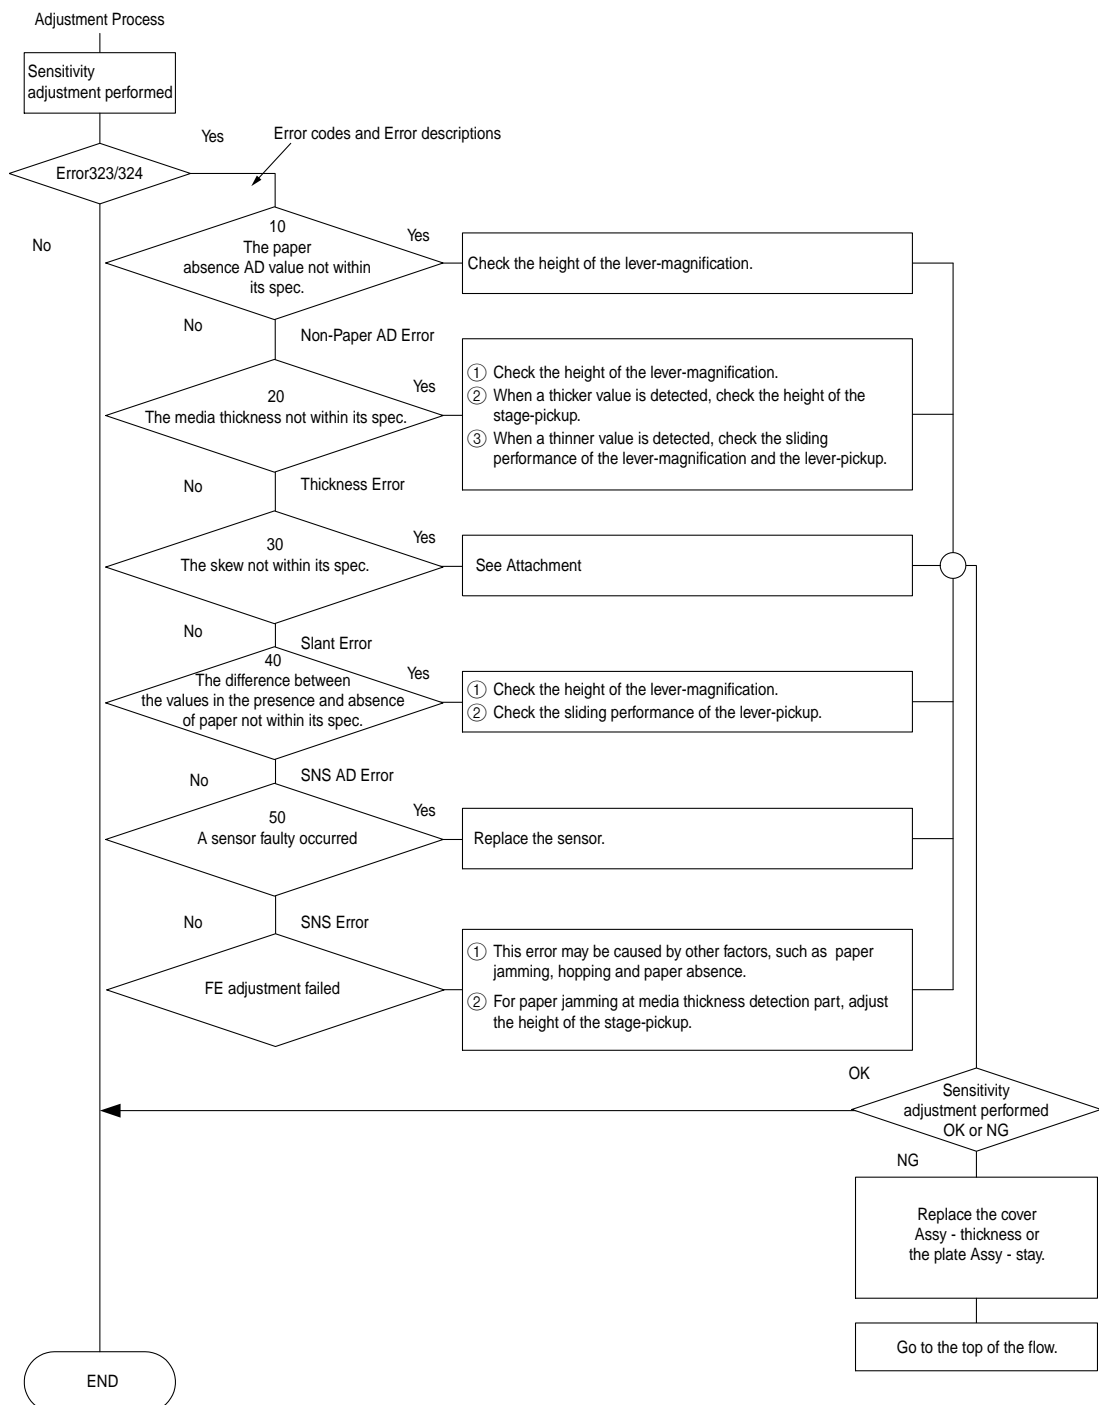 Adjustment Process
Sensitivity
adjustment performed
Yes
Error codes and Error descriptions
Error323/324
No
10
The paper
absence AD value not within
its spec.
Yes
Check the height of the lever-magnification.
No
Non-Paper AD Error
20
The media thickness not within its spec.
Yes
① Check the height of the lever-magnification.
② When a thicker value is detected, check the height of the
stage-pickup.
③ When a thinner value is detected, check the sliding
performance of the lever-magnification and the lever-pickup.
No
Thickness Error
30
The skew not within its spec.
Yes
See Attachment
No
Slant Error
40
The difference between
the values in the presence and absence
of paper not within its spec.
Yes
① Check the height of the lever-magnification.
② Check the sliding performance of the lever-pickup.
No
SNS AD Error
50
A sensor faulty occurred
Yes
Replace the sensor.
No
SNS Error
FE adjustment failed
① This error may be caused by other factors, such as paper
jamming, hopping and paper absence.
② For paper jamming at media thickness detection part, adjust
the height of the stage-pickup.
OK
Sensitivity
adjustment performed
OK or NG
NG
Replace the cover
Assy - thickness or
the plate Assy - stay.
Go to the top of the flow.
END